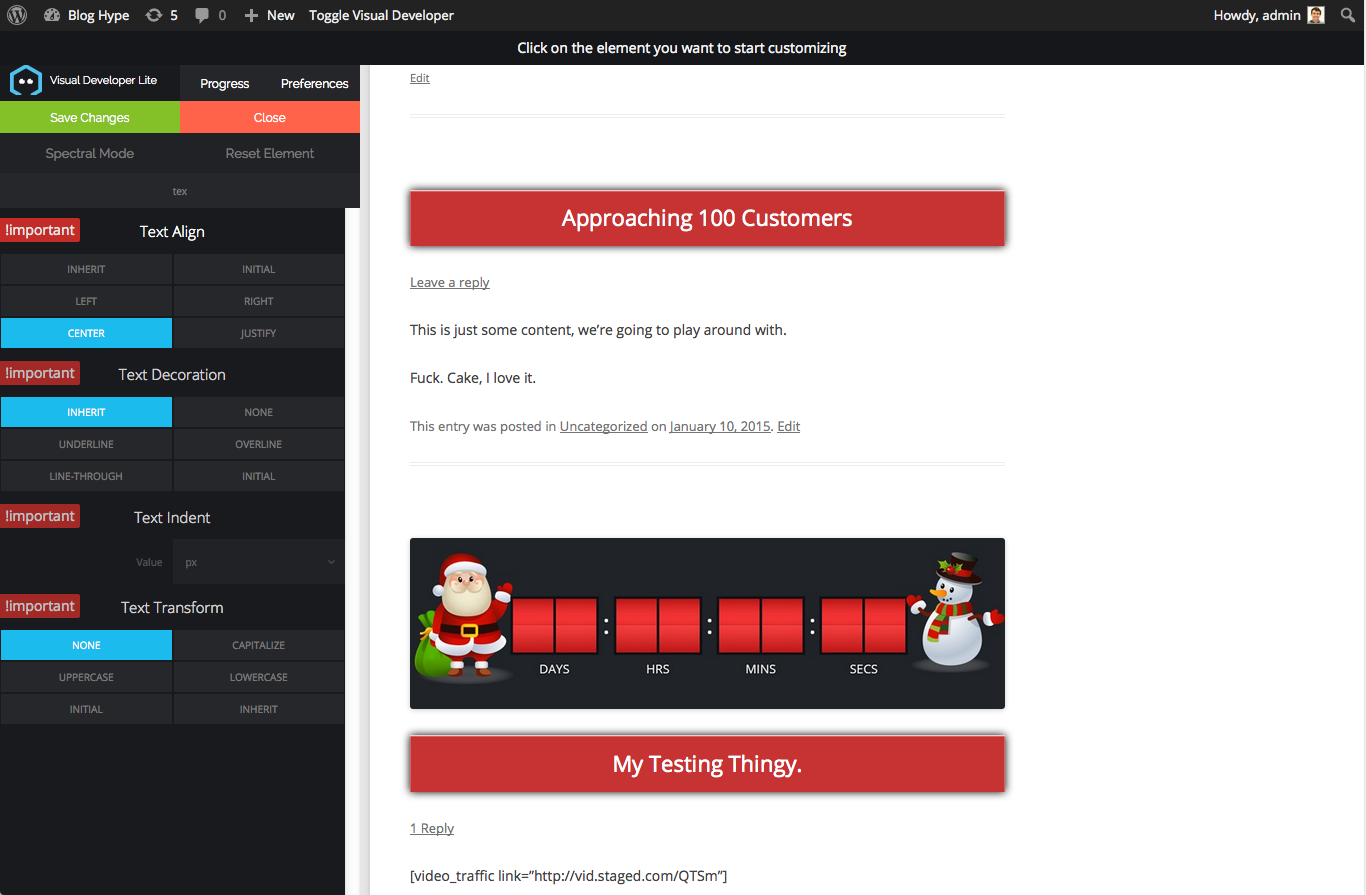 Blog Hype 5 0 New Toggle Visual Developer Howdy, admin
Click on the element you want to start customizing
Visual Developer Lite Progress Preferences
Save Changes Close
Spectral Mode Reset Element
tex
!important Text Align
INHERIT INITIAL
LEFT RIGHT
CENTER JUSTIFY
!important Text Decoration
INHERIT NONE
UNDERLINE OVERLINE
LINE-THROUGH INITIAL
!important Text Indent
Value px
!important Text Transform
NONE CAPITALIZE
UPPERCASE LOWERCASE
INITIAL INHERIT
Edit
Approaching 100 Customers
Leave a reply
This is just some content, we’re going to play around with.
Fuck. Cake, I love it.
This entry was posted in Uncategorized on January 10, 2015. Edit
: : :
DAYS HRS MINS SECS
My Testing Thingy.
1 Reply
[video_traffic link=”http://vid.staged.com/QTSm”]